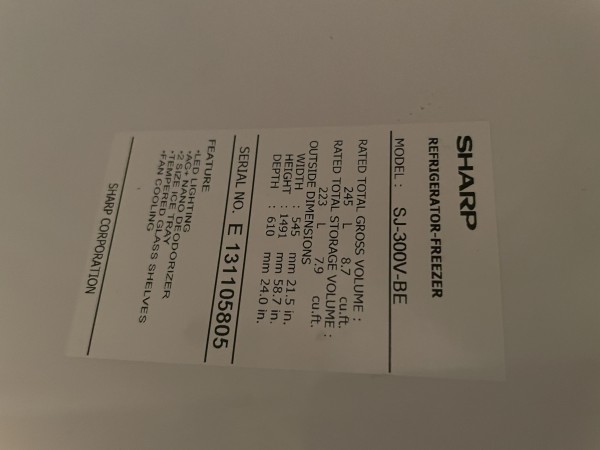 SHARP
REFRIGERATOR-FREEZER
MODEL : SJ-300V-BE
RATED TOTAL GROSS VOLUME :
245 L 8.7 cu.ft.
RATED TOTAL STORAGE VOLUME :
223 L 7.9 cu.ft.
OUTSIDE DIMENSIONS
WIDTH : 545 mm 21.5 in.
HEIGHT : 1491 mm 58.7 in.
DEPTH : 610 mm 24.0 in.
SERIAL NO. E 131105805
FEATURE
•LED LIGHTING
•AG+ NANO DEODORIZER
•2 SIZE ICE TRAY
•TEMPERED GLASS SHELVES
•FAN COOLING
SHARP CORPORATION